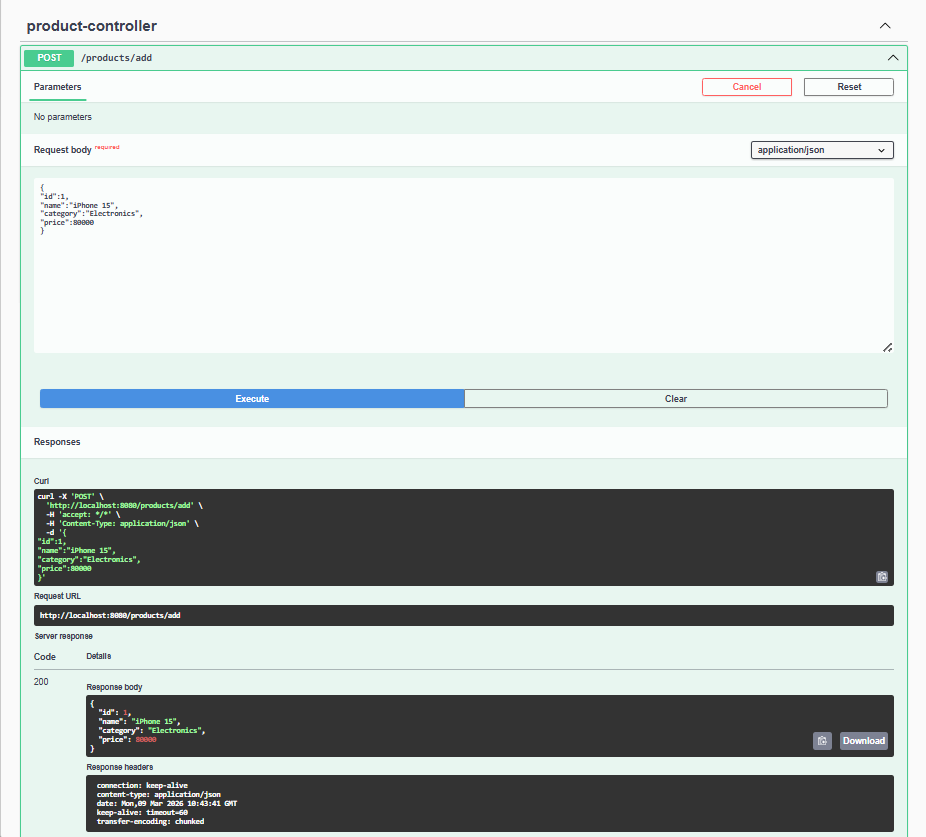 product-controller
POST /products/add
Parameters
Cancel
Reset
No parameters
Request body required
application/json
{
"id":1,
"name":"iPhone 15",
"category":"Electronics",
"price":80000
}
Execute
Clear
Responses
Curl
curl -X 'POST' \
'http://localhost:8080/products/add' \
-H 'accept: */*' \
-H 'Content-Type: application/json' \
-d '{
"id":1,
"name":"iPhone 15",
"category":"Electronics",
"price":80000
}'
Request URL
http://localhost:8080/products/add
Server response
Code Details
200
Response body
{
"id": 1,
"name": "iPhone 15",
"category": "Electronics",
"price": 80000
}
Download
Response headers
connection: keep-alive
content-type: application/json
date: Mon,09 Mar 2026 10:43:41 GMT
keep-alive: timeout=60
transfer-encoding: chunked